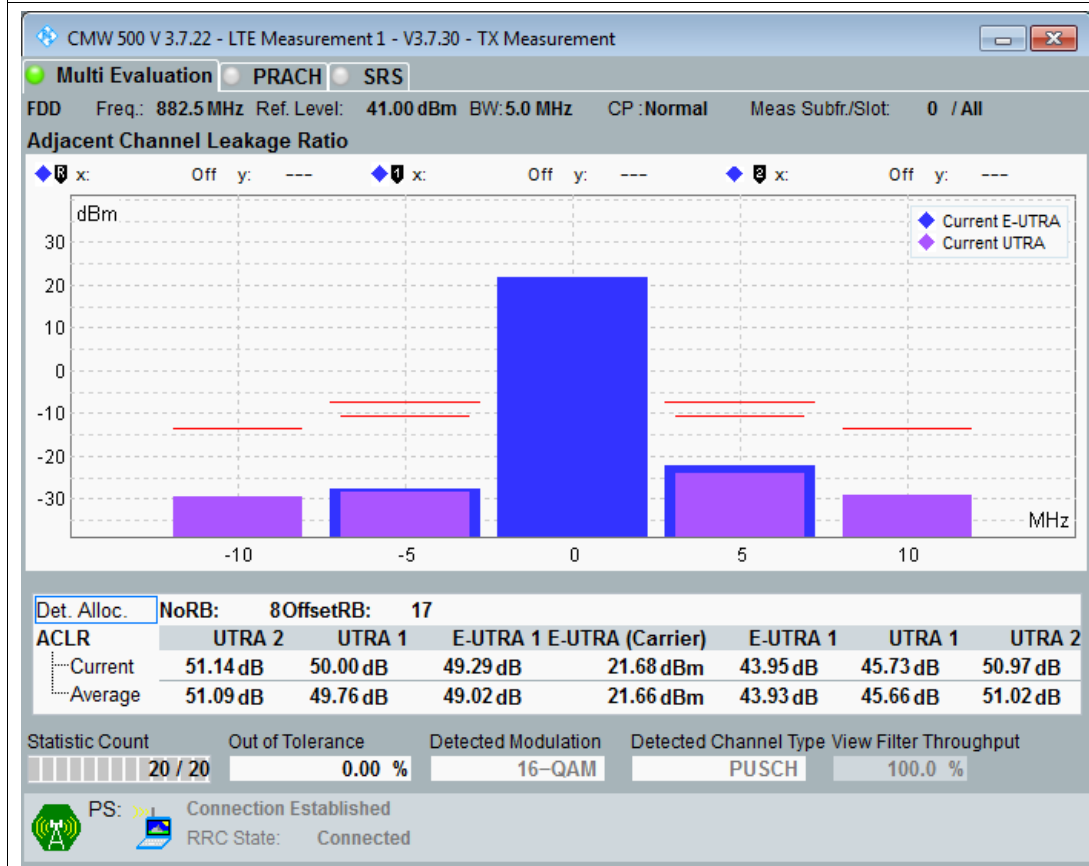 CMW 500 V 3.7.22 - LTE Measurement 1 - V3.7.30 - TX Measurement
Multi Evaluation PRACH SRS
FDD Freq.: 882.5 MHz Ref. Level: 41.00 dBm BW: 5.0 MHz CP : Normal Meas Subfr./Slot: 0 / All
Adjacent Channel Leakage Ratio
R x: Off y: --- 1 x: Off y: --- 2 x: Off y: ---
dBm
Current E-UTRA
Current UTRA
30
20
10
0
-10
-20
-30
MHz
-10 -5 0 5 10
Det. Alloc. NoRB: 8 OffsetRB: 17
ACLR UTRA 2 UTRA 1 E-UTRA 1 E-UTRA (Carrier) E-UTRA 1 UTRA 1 UTRA 2
Current 51.14 dB 50.00 dB 49.29 dB 21.68 dBm 43.95 dB 45.73 dB 50.97 dB
Average 51.09 dB 49.76 dB 49.02 dB 21.66 dBm 43.93 dB 45.66 dB 51.02 dB
Statistic Count Out of Tolerance Detected Modulation Detected Channel Type View Filter Throughput
20 / 20 0.00 % 16-QAM PUSCH 100.0 %
PS: Connection Established
RRC State: Connected